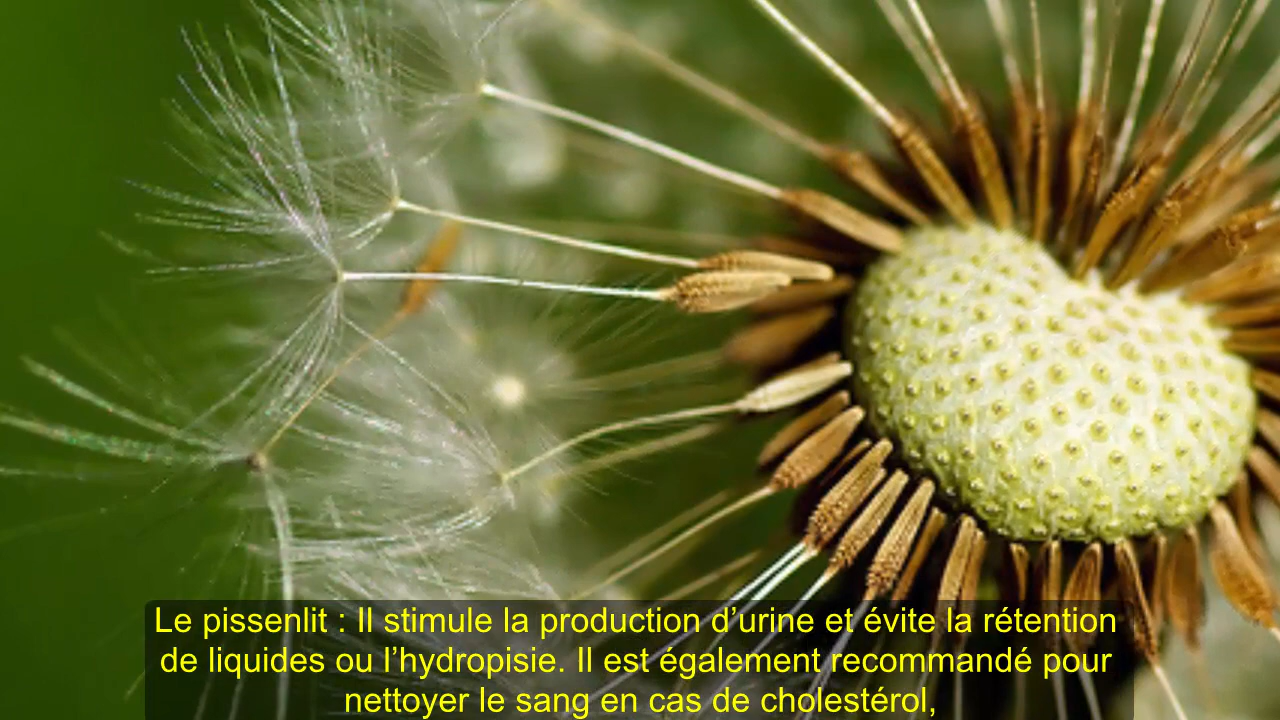 Le pissenlit : Il stimule la production d’urine et évite la rétention
de liquides ou l’hydropisie. Il est également recommandé pour
nettoyer le sang en cas de cholestérol,